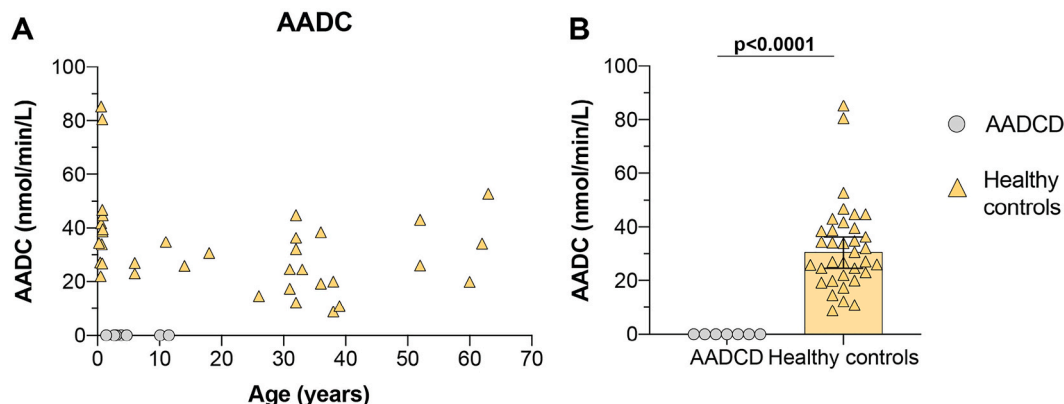 A
AADC
AADC (nmol/min/L)
100
80
60
40
20
0
0 10 20 30 40 50 60 70
Age (years)
B
p<0.0001
AADC (nmol/min/L)
100
80
60
40
20
0
AADCD Healthy controls
AADCD
Healthy
controls